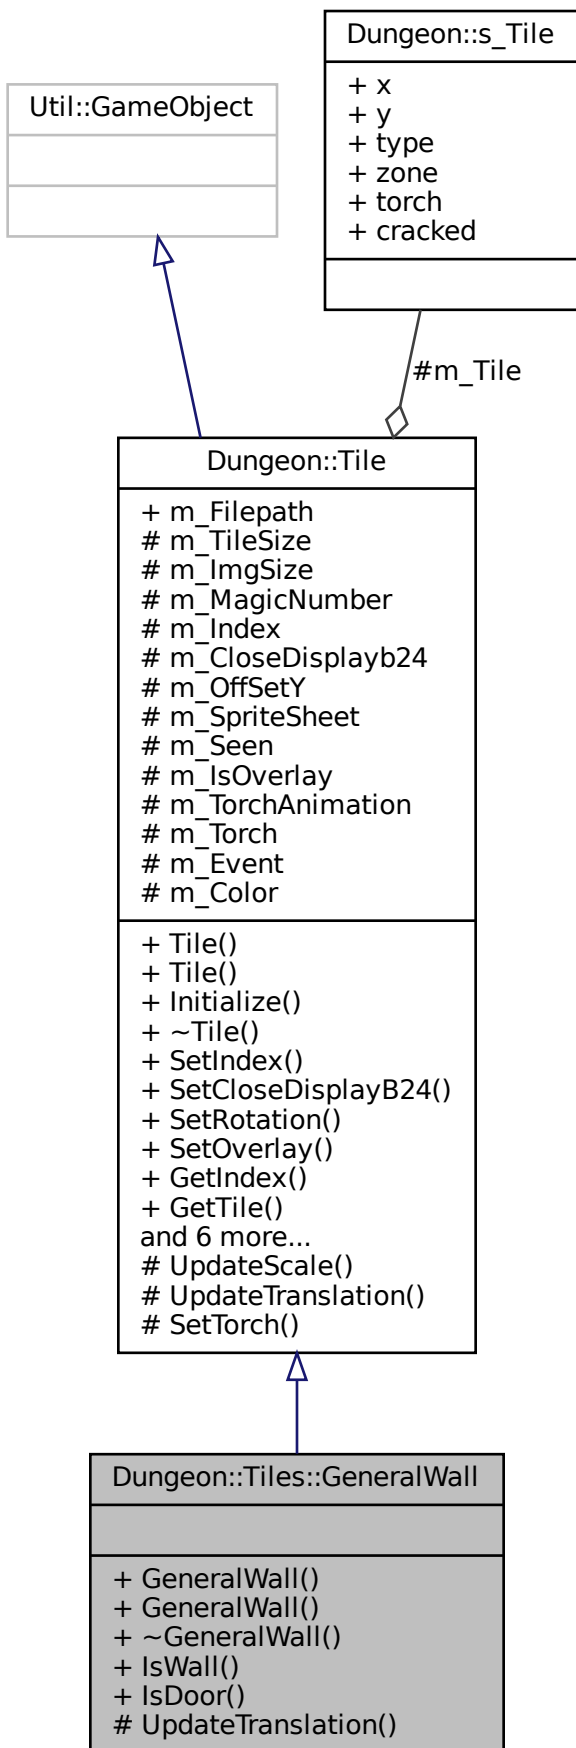 Dungeon::s_Tile
+ x
+ y
+ type
+ zone
+ torch
+ cracked
Util::GameObject
#m_Tile
Dungeon::Tile
+ m_Filepath
# m_TileSize
# m_ImgSize
# m_MagicNumber
# m_Index
# m_CloseDisplayb24
# m_OffSetY
# m_SpriteSheet
# m_Seen
# m_IsOverlay
# m_TorchAnimation
# m_Torch
# m_Event
# m_Color
+ Tile()
+ Tile()
+ Initialize()
+ ~Tile()
+ SetIndex()
+ SetCloseDisplayB24()
+ SetRotation()
+ SetOverlay()
+ GetIndex()
+ GetTile()
and 6 more...
# UpdateScale()
# UpdateTranslation()
# SetTorch()
Dungeon::Tiles::GeneralWall
+ GeneralWall()
+ GeneralWall()
+ ~GeneralWall()
+ IsWall()
+ IsDoor()
# UpdateTranslation()